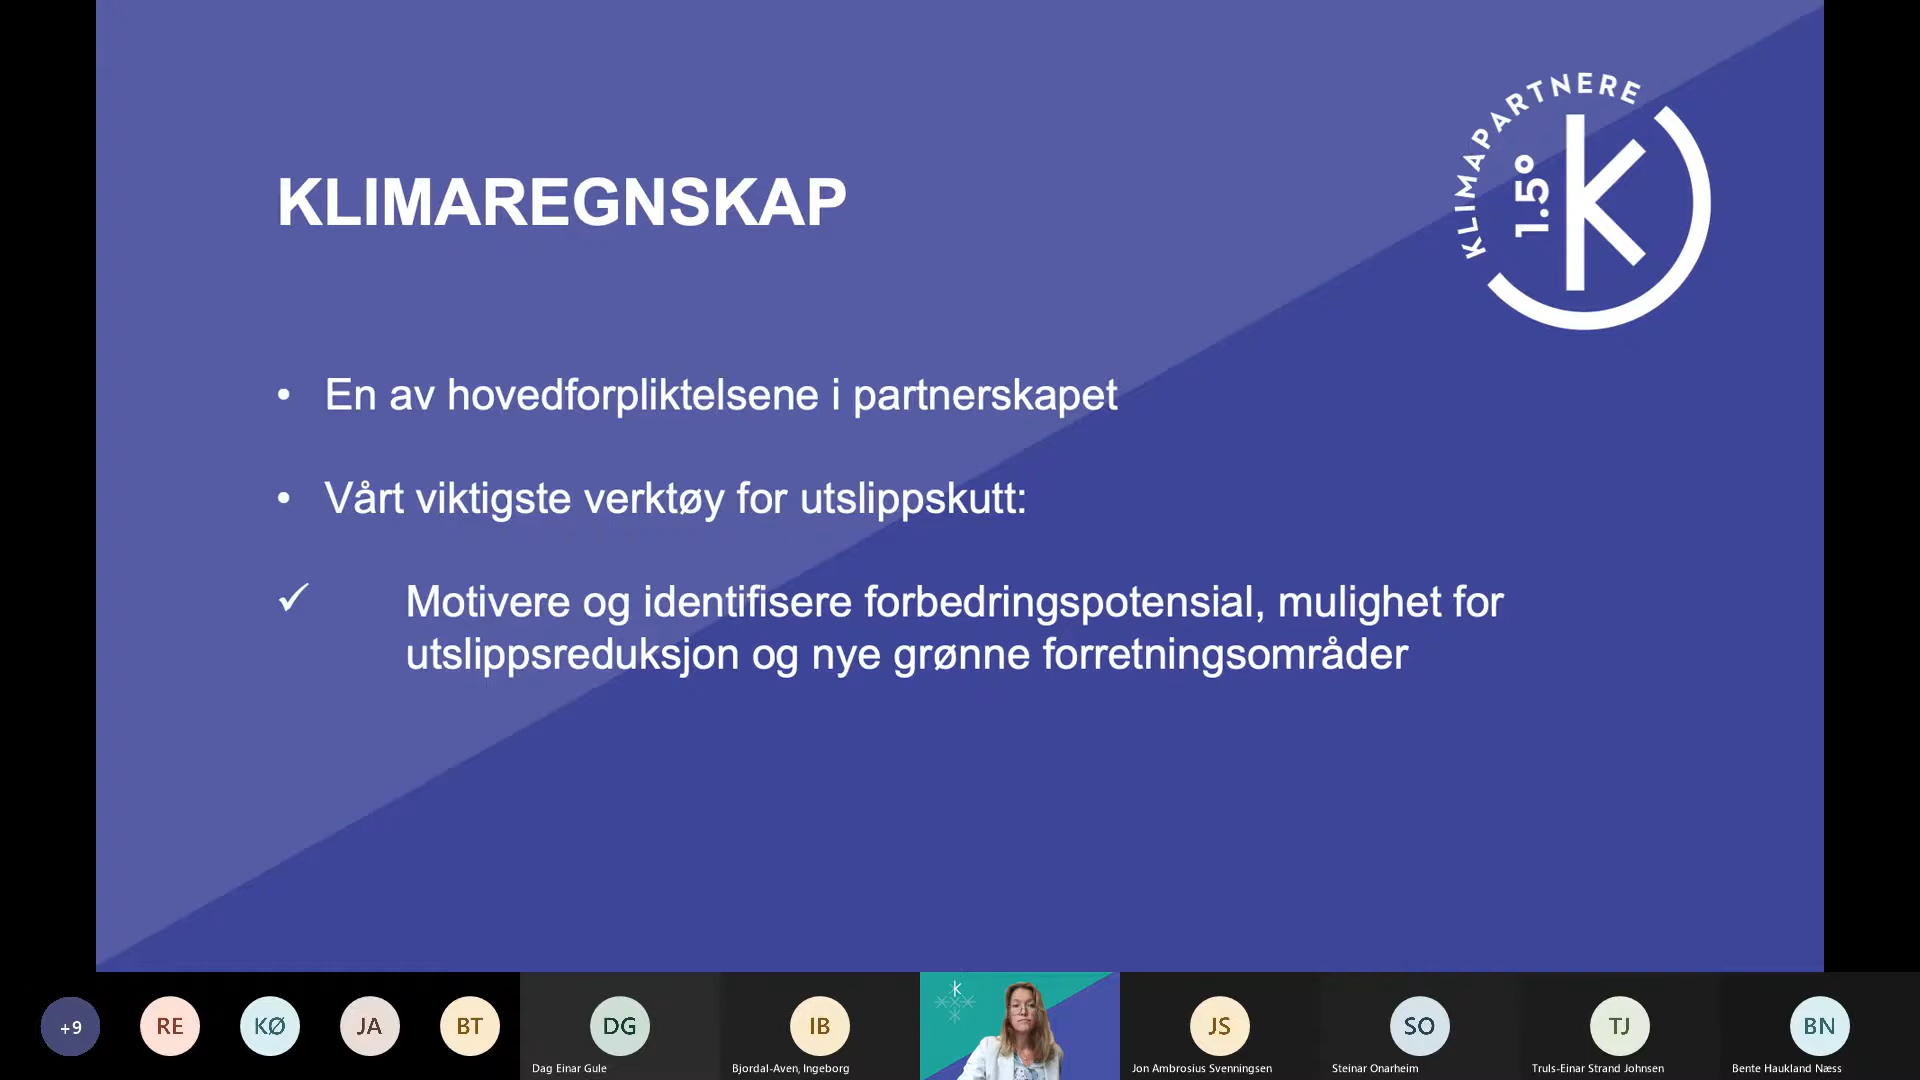 KLIMAPARTNERE
1.5°
K
KLIMAREGNSKAP
• En av hovedforpliktelsene i partnerskapet
• Vårt viktigste verktøy for utslippskutt:
✓ Motivere og identifisere forbedringspotensial, mulighet for
utslippsreduksjon og nye grønne forretningsområder
+9
RE
KØ
JA
BT
DG
Dag Einar Gule
IB
Bjordal-Aven, Ingeborg
K
JS
Jon Ambrosius Svenningsen
SO
Steinar Onarheim
TJ
Truls-Einar Strand Johnsen
BN
Bente Haukland Næss